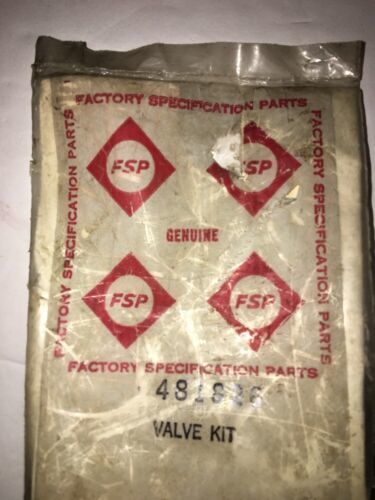 FACTORY SPECIFICATION PARTS
FACTORY SPECIFICATION PARTS
FACTORY SPECIFICATION PARTS
FSP
FSP
GENUINE
FSP
FSP
FACTORY SPECIFICATION PARTS
VALVE KIT